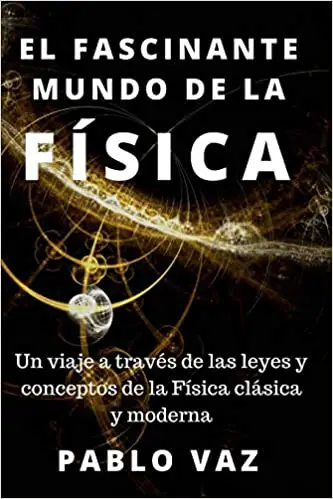 EL FASCINANTE
MUNDO DE LA
FÍSICA
Un viaje a través de las leyes y
conceptos de la Física clásica
y moderna
PABLO VAZ